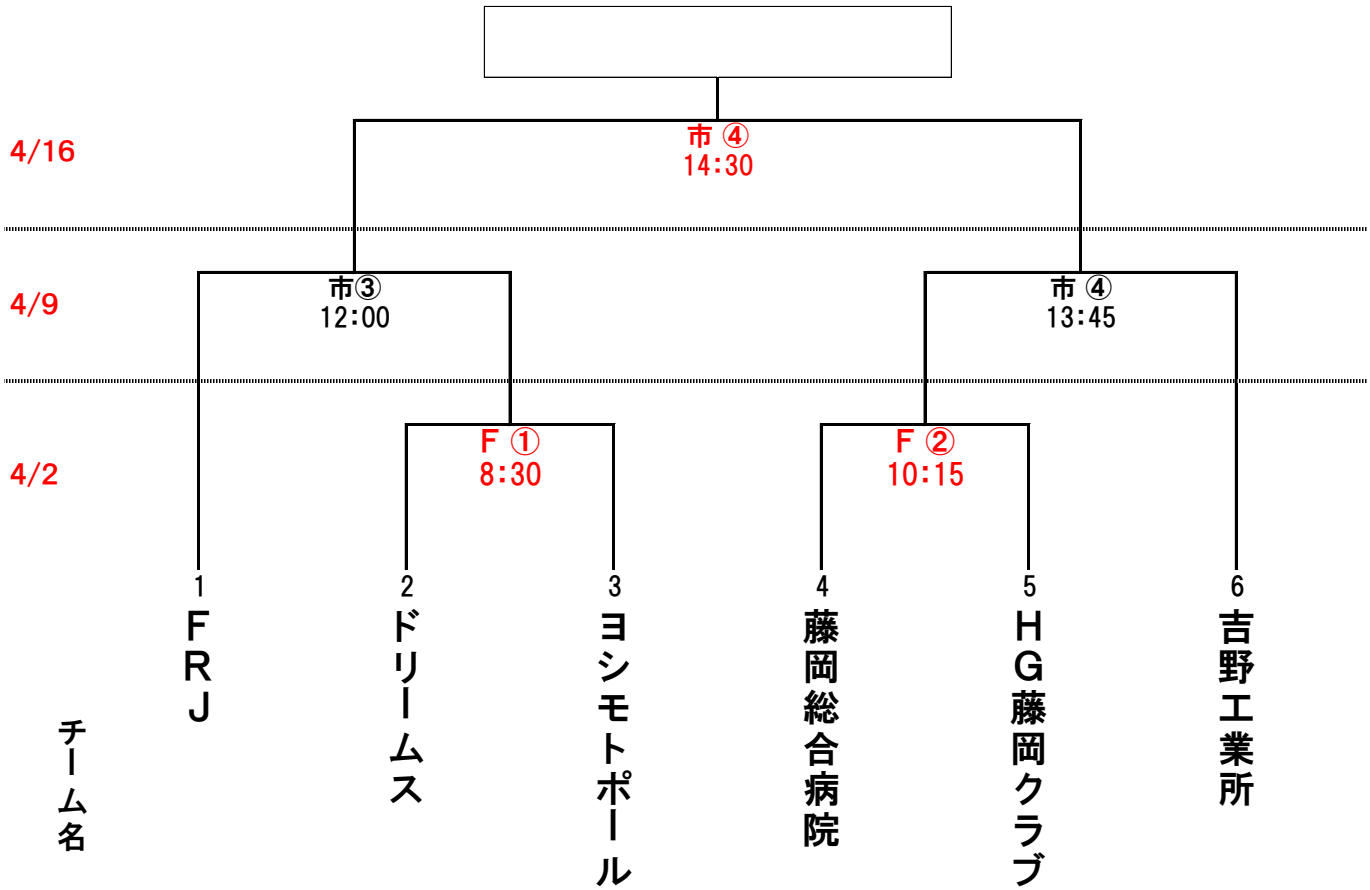 4/16
市 ④
14:30
4/9
市③
12:00
市 ④
13:45
4/2
F ①
8:30
F ②
10:15
1
2
3
4
5
6
チーム名
FRJ
ドリームス
ヨシモトポール
藤岡総合病院
HG藤岡クラブ
吉野工業所